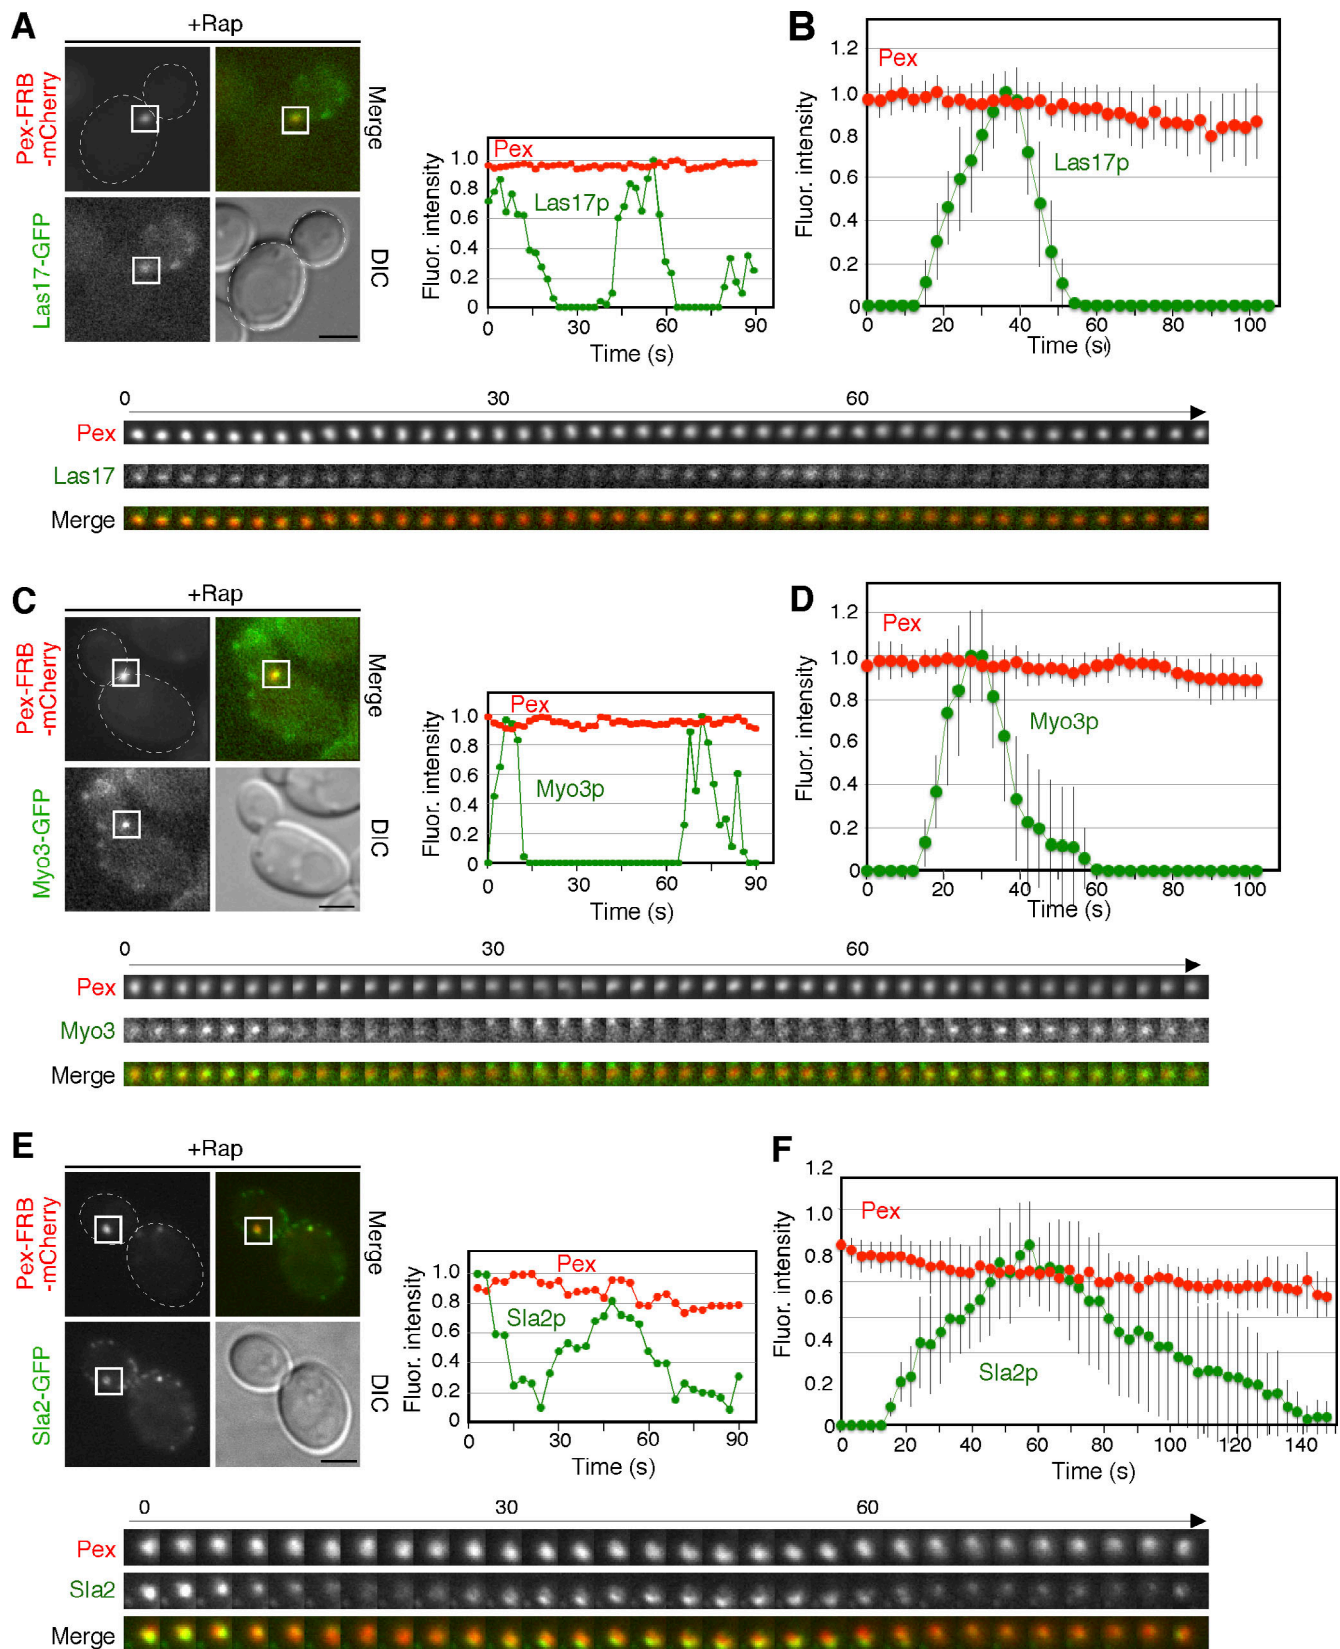 A
+Rap
Pex-FRB
-mCherry
Merge
Las17-GFP
DIC
Fluor. intensity
1.0
0.8
0.6
0.4
0.2
0
Pex
Las17p
0 30 60 90
Time (s)
B
Fluor. intensity
1.2
1.0
0.8
0.6
0.4
0.2
0
Pex
Las17p
0 20 40 60 80 100
Time (s)
0 30 60
Pex
Las17
Merge
C
+Rap
Pex-FRB
-mCherry
Merge
Myo3-GFP
DIC
Fluor. intensity
1.0
0.8
0.6
0.4
0.2
0
Pex
Myo3p
0 30 60 90
Time (s)
D
Fluor. intensity
1.2
1.0
0.8
0.6
0.4
0.2
0
Pex
Myo3p
0 20 40 60 80 100
Time (s)
0 30 60
Pex
Myo3
Merge
E
+Rap
Pex-FRB
-mCherry
Merge
Sla2-GFP
DIC
Fluor. intensity
1.0
0.8
0.6
0.4
0.2
0
Pex
Sla2p
0 30 60 90
Time (s)
F
Fluor. intensity
1.2
1.0
0.8
0.6
0.4
0.2
0
Pex
Sla2p
0 20 40 60 80 100 120 140
Time (s)
0 30 60
Pex
Sla2
Merge